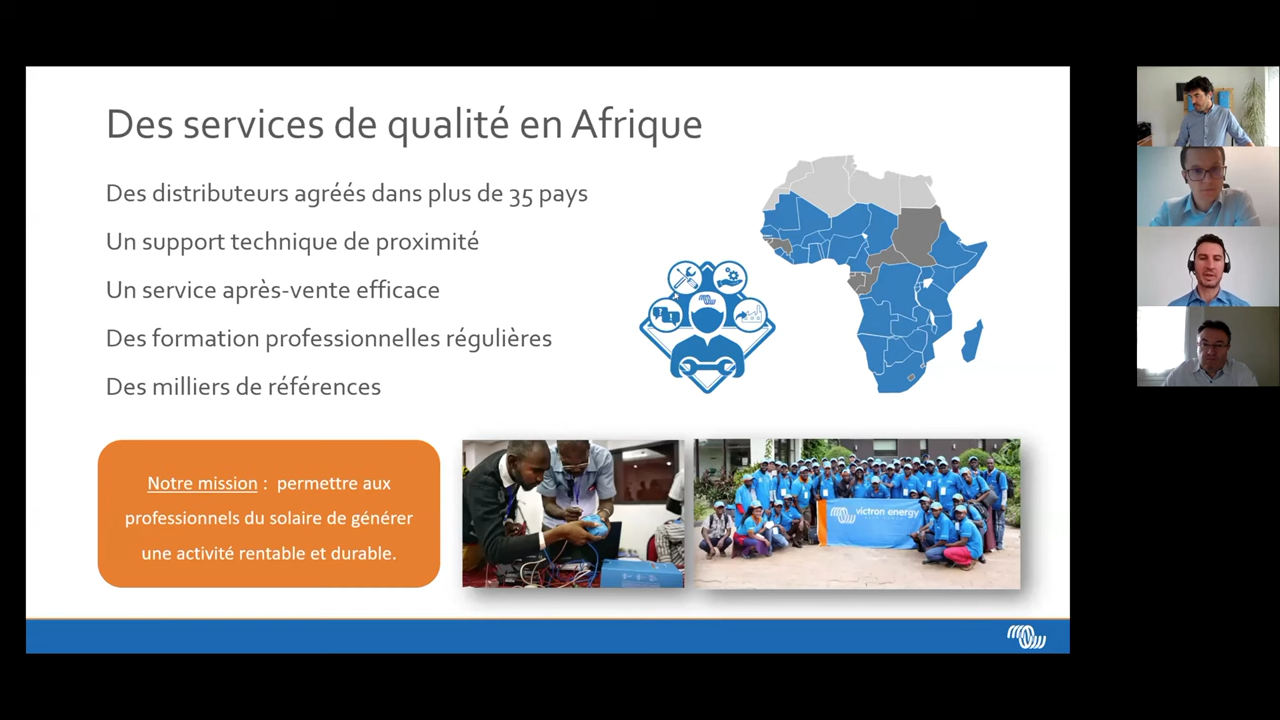 Des services de qualité en Afrique
Des distributeurs agréés dans plus de 35 pays
Un support technique de proximité
Un service après-vente efficace
Des formation professionnelles régulières
Des milliers de références
Notre mission : permettre aux
professionnels du solaire de générer
une activité rentable et durable.
victron energy